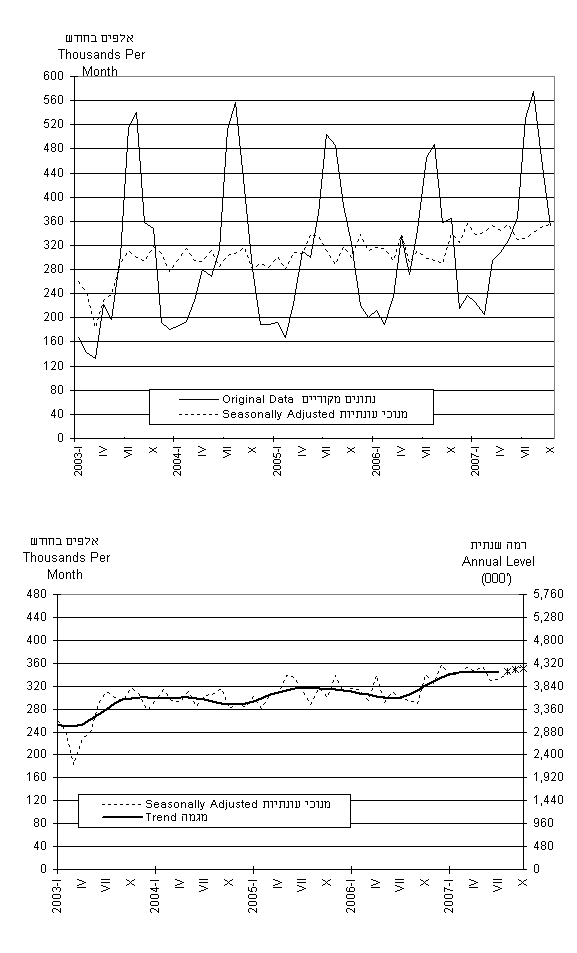 אלפים בחודש
Thousands Per
Month
600
560
520
480
440
400
360
320
280
240
200
160
120
80
40
0
Original Data נתונים מקוריים
Seasonally Adjusted מנוכי עונתיות
2003-I IV VII X 2004-I IV VII X 2005-I IV VII X 2006-I IV VII X 2007-I IV VII X
אלפים בחודש
Thousands Per
Month
רמה שנתית
Annual Level
(000')
480 5,760
440 5,280
400 4,800
360 4,320
320 3,840
280 3,360
240 2,880
200 2,400
160 1,920
120 1,440
80 960
40 480
0 0
Seasonally Adjusted מנוכי עונתיות
Trend מגמה
2003-I IV VII X 2004-I IV VII X 2005-I IV VII X 2006-I IV VII X 2007-I IV VII X